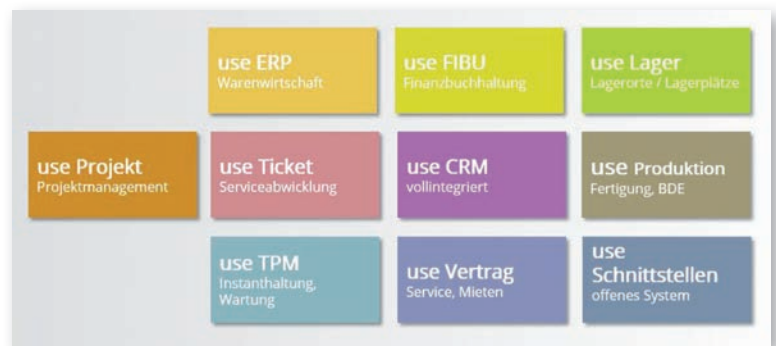 use ERP
Warenwirtschaft
use FIBU
Finanzbuchhaltung
use Lager
Lagerorte / Lagerplätze
use Projekt
Projektmanagement
use Ticket
Serviceabwicklung
use CRM
vollintegriert
use Produktion
Fertigung, BDE
use TPM
Instanthaltung,
Wartung
use Vertrag
Service, Mieten
use
Schnittstellen
offenes System